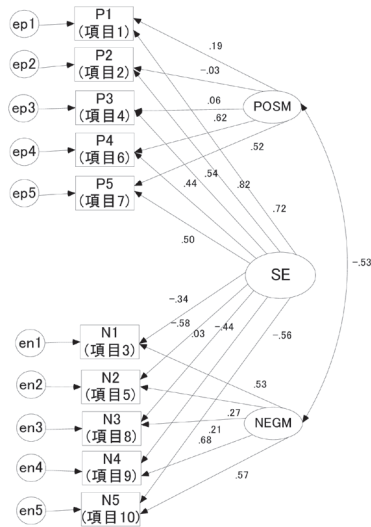 ep1
P1
(項目1)
ep2
P2
(項目2)
ep3
P3
(項目4)
ep4
P4
(項目6)
ep5
P5
(項目7)
.19
-.03
.06
.62
.52
POSM
.54
.82
.44
.72
.50
-.53
SE
-.34
-.58
.03
-.44
-.56
en1
N1
(項目3)
en2
N2
(項目5)
en3
N3
(項目8)
en4
N4
(項目9)
en5
N5
(項目10)
.53
.27
.21
.68
.57
NEGM